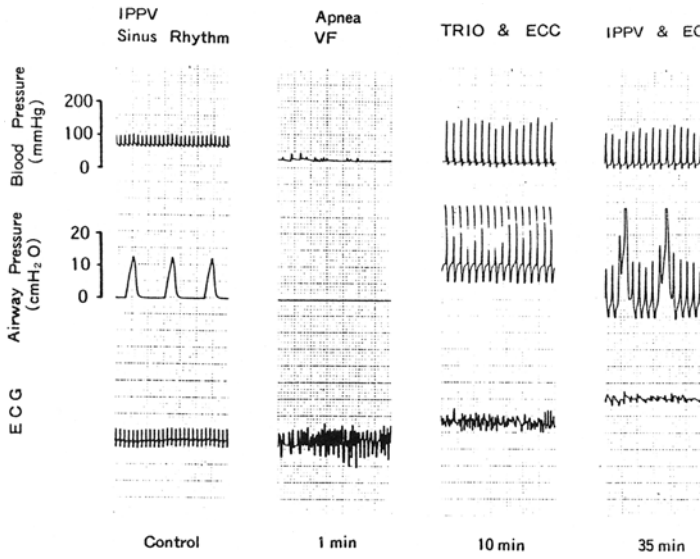 IPPV
Sinus Rhythm
Apnea
VF
TRIO & ECC
IPPV & EC
Blood Pressure
(mmHg)
200
100
0
Airway Pressure
(cmH₂O)
20
10
0
ECG
Control
1 min
10 min
35 min